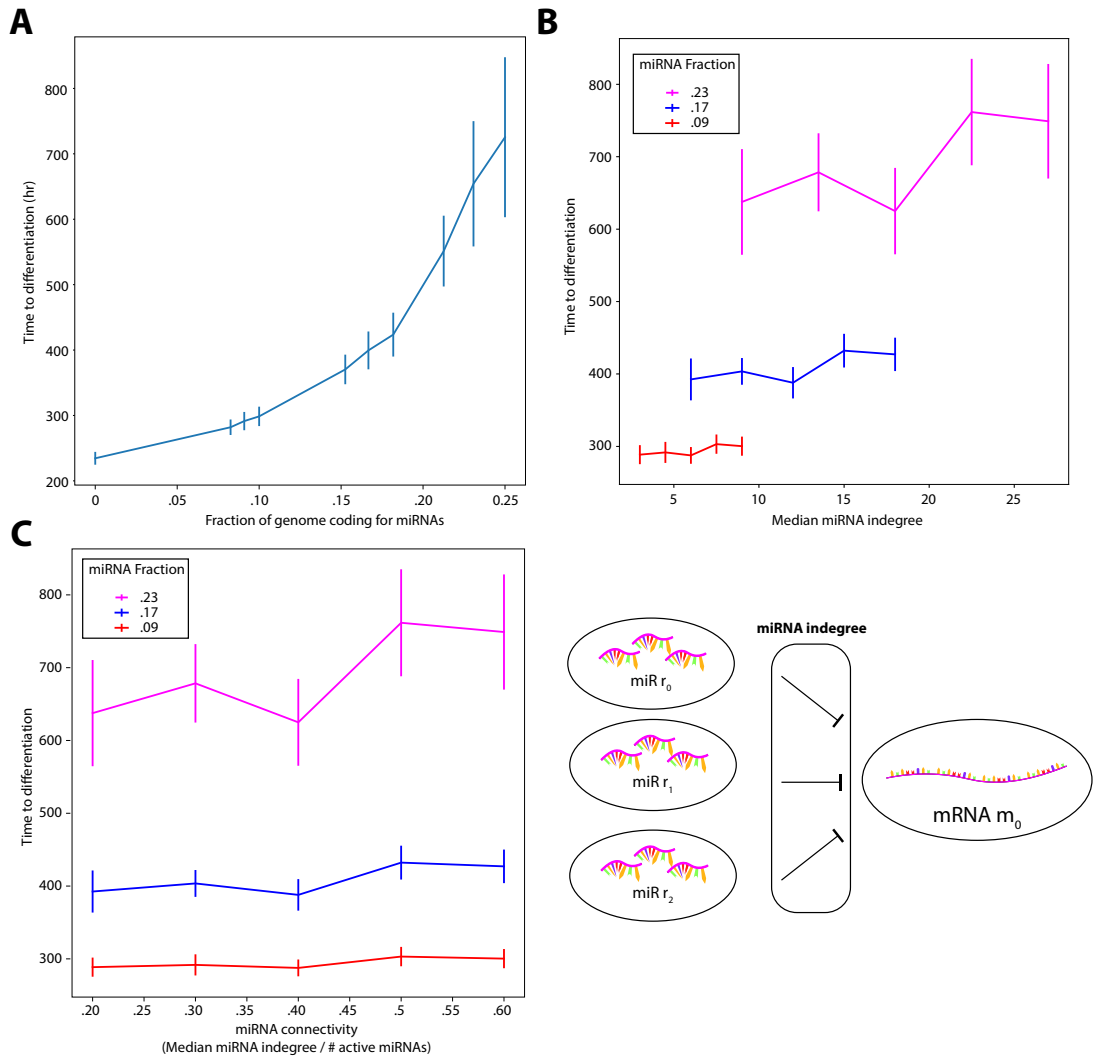 A
800
700
600
500
400
300
200
Time to differentiation (hr)
0
.05
.10
.15
.20
0.25
Fraction of genome coding for miRNAs
B
miRNA Fraction
.23
.17
.09
800
700
600
500
400
300
Time to differentiation
5
10
15
20
25
Median miRNA indegree
C
miRNA Fraction
.23
.17
.09
800
700
600
500
400
300
Time to differentiation
.20
.25
.30
.35
.40
.45
.5
.55
.60
miRNA connectivity
(Median miRNA indegree / # active miRNAs)
miRNA indegree
miR r0
miR r1
miR r2
mRNA m0